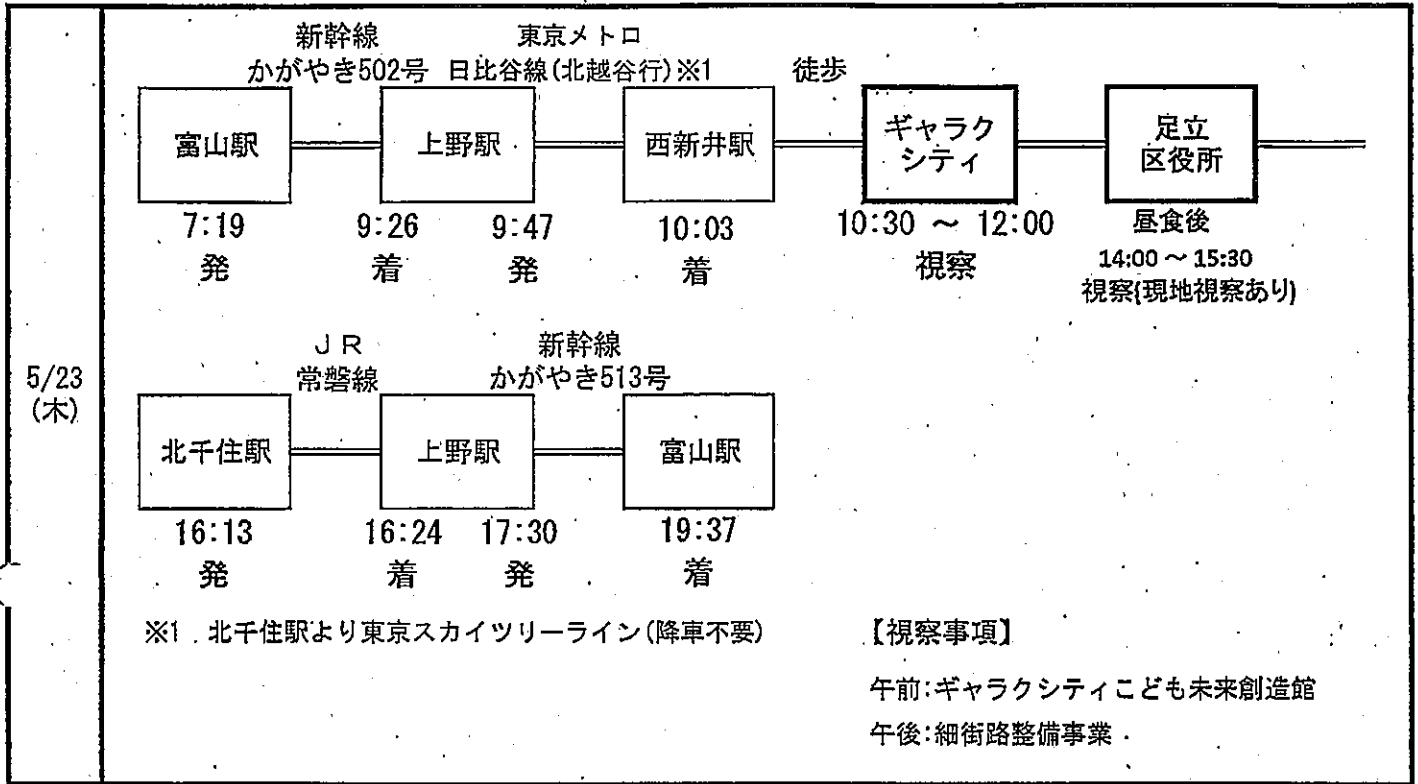 5/23
(木)
新幹線
かがやき502号
東京メトロ
日比谷線(北越谷行)※1
徒歩
富山駅
上野駅
西新井駅
ギャラク
シティ
足立
区役所
7:19
発
9:26
着
9:47
発
10:03
着
10:30 ～ 12:00
視察
昼食後
14:00 ～ 15:30
視察(現地視察あり)
ＪＲ
常磐線
新幹線
かがやき513号
北千住駅
上野駅
富山駅
16:13
発
16:24
着
17:30
発
19:37
着
※1 北千住駅より東京スカイツリーライン(降車不要)
【視察事項】
午前:ギャラクシティこども未来創造館
午後:細街路整備事業